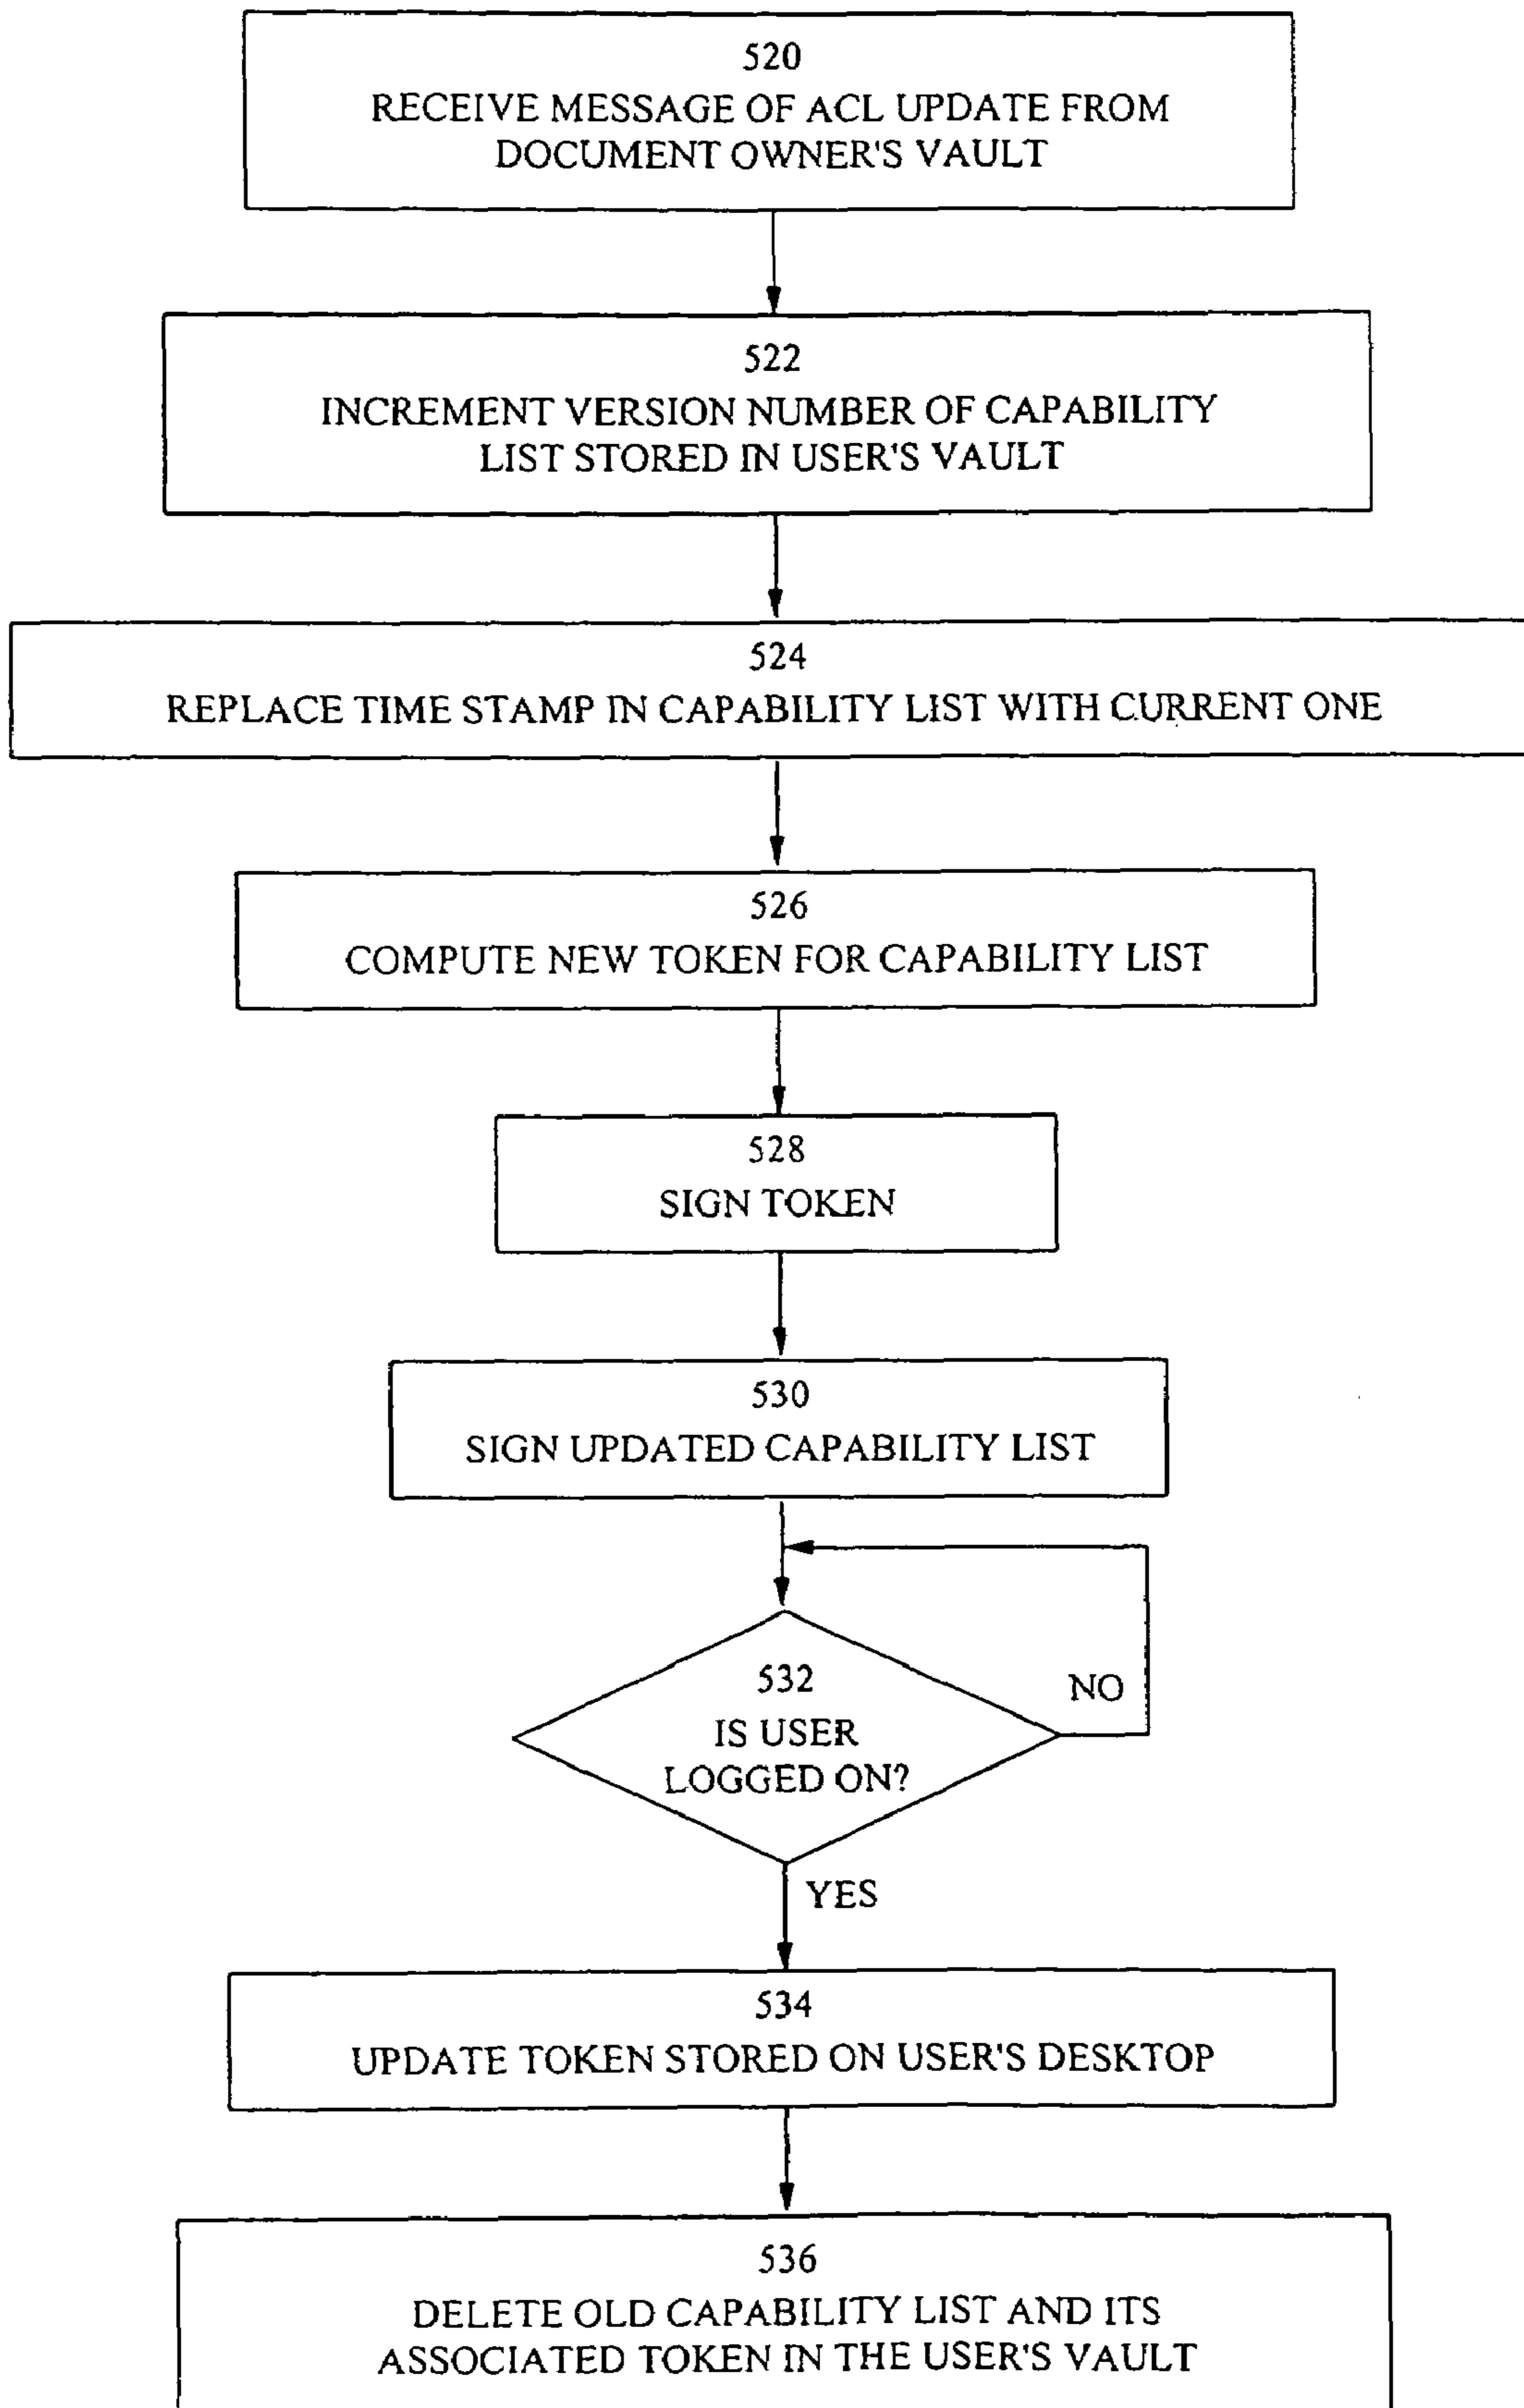 520
RECEIVE MESSAGE OF ACL UPDATE FROM
DOCUMENT OWNER'S VAULT
522
INCREMENT VERSION NUMBER OF CAPABILITY
LIST STORED IN USER'S VAULT
524
REPLACE TIME STAMP IN CAPABILITY LIST WITH CURRENT ONE
526
COMPUTE NEW TOKEN FOR CAPABILITY LIST
528
SIGN TOKEN
530
SIGN UPDATED CAPABILITY LIST
532
IS USER
LOGGED ON?
NO
YES
534
UPDATE TOKEN STORED ON USER'S DESKTOP
536
DELETE OLD CAPABILITY LIST AND ITS
ASSOCIATED TOKEN IN THE USER'S VAULT